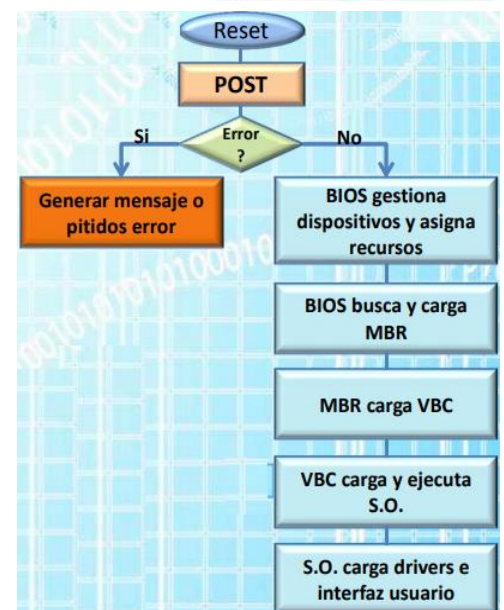 Reset
POST
Error
?
Si
No
Generar mensaje o
pitidos error
BIOS gestiona
dispositivos y asigna
recursos
BIOS busca y carga
MBR
MBR carga VBC
VBC carga y ejecuta
S.O.
S.O. carga drivers e
interfaz usuario